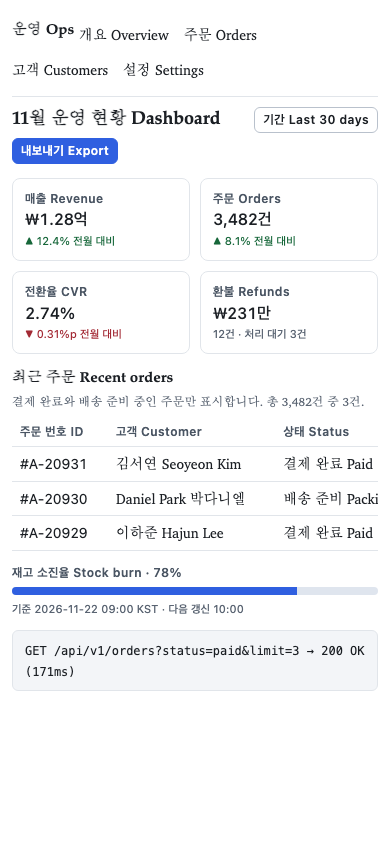 운영 Ops 개요 Overview 주문 Orders
고객 Customers 설정 Settings
11월 운영 현황 Dashboard 기간 Last 30 days
내보내기 Export
매출 Revenue
₩1.28억
▲ 12.4% 전월 대비
주문 Orders
3,482건
▲ 8.1% 전월 대비
전환율 CVR
2.74%
▼ 0.31%p 전월 대비
환불 Refunds
₩231만
12건 · 처리 대기 3건
최근 주문 Recent orders
결제 완료와 배송 준비 중인 주문만 표시합니다. 총 3,482건 중 3건.
주문 번호 ID 고객 Customer 상태 Status
#A-20931 김서연 Seoyeon Kim 결제 완료 Paid
#A-20930 Daniel Park 박다니엘 배송 준비 Packi
#A-20929 이하준 Hajun Lee 결제 완료 Paid
재고 소진율 Stock burn · 78%
기준 2026-11-22 09:00 KST · 다음 갱신 10:00
GET /api/v1/orders?status=paid&limit=3 → 200 OK
(171ms)